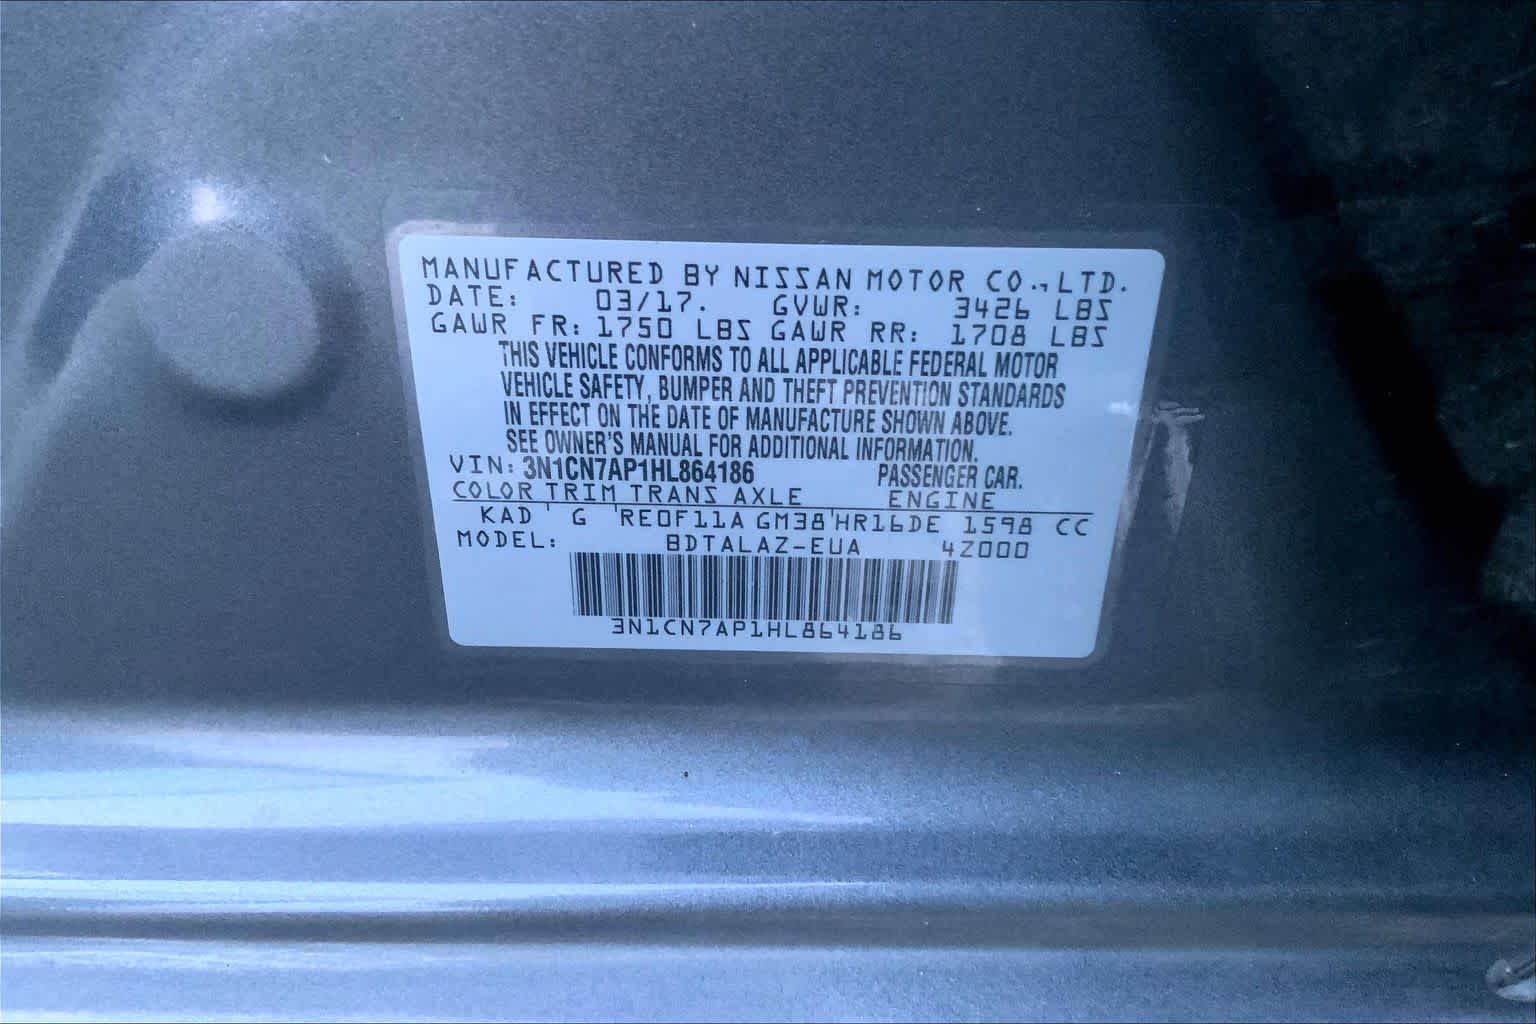 MANUFACTURED BY NISSAN MOTOR CO.,LTD.
DATE: 03/17. GVWR: 3426 LBS
GAWR FR: 1750 LBS GAWR RR: 1708 LBS
THIS VEHICLE CONFORMS TO ALL APPLICABLE FEDERAL MOTOR
VEHICLE SAFETY, BUMPER AND THEFT PREVENTION STANDARDS
IN EFFECT ON THE DATE OF MANUFACTURE SHOWN ABOVE.
SEE OWNER'S MANUAL FOR ADDITIONAL INFORMATION.
VIN: 3N1CN7AP1HL864186 PASSENGER CAR.
COLOR TRIM TRANS AXLE ENGINE
KAD ' G 'RE0F11A GM38'HR16DE 1598 CC
MODEL: BDTALAZ-EUA 4Z000
3N1CN7AP1HL864186